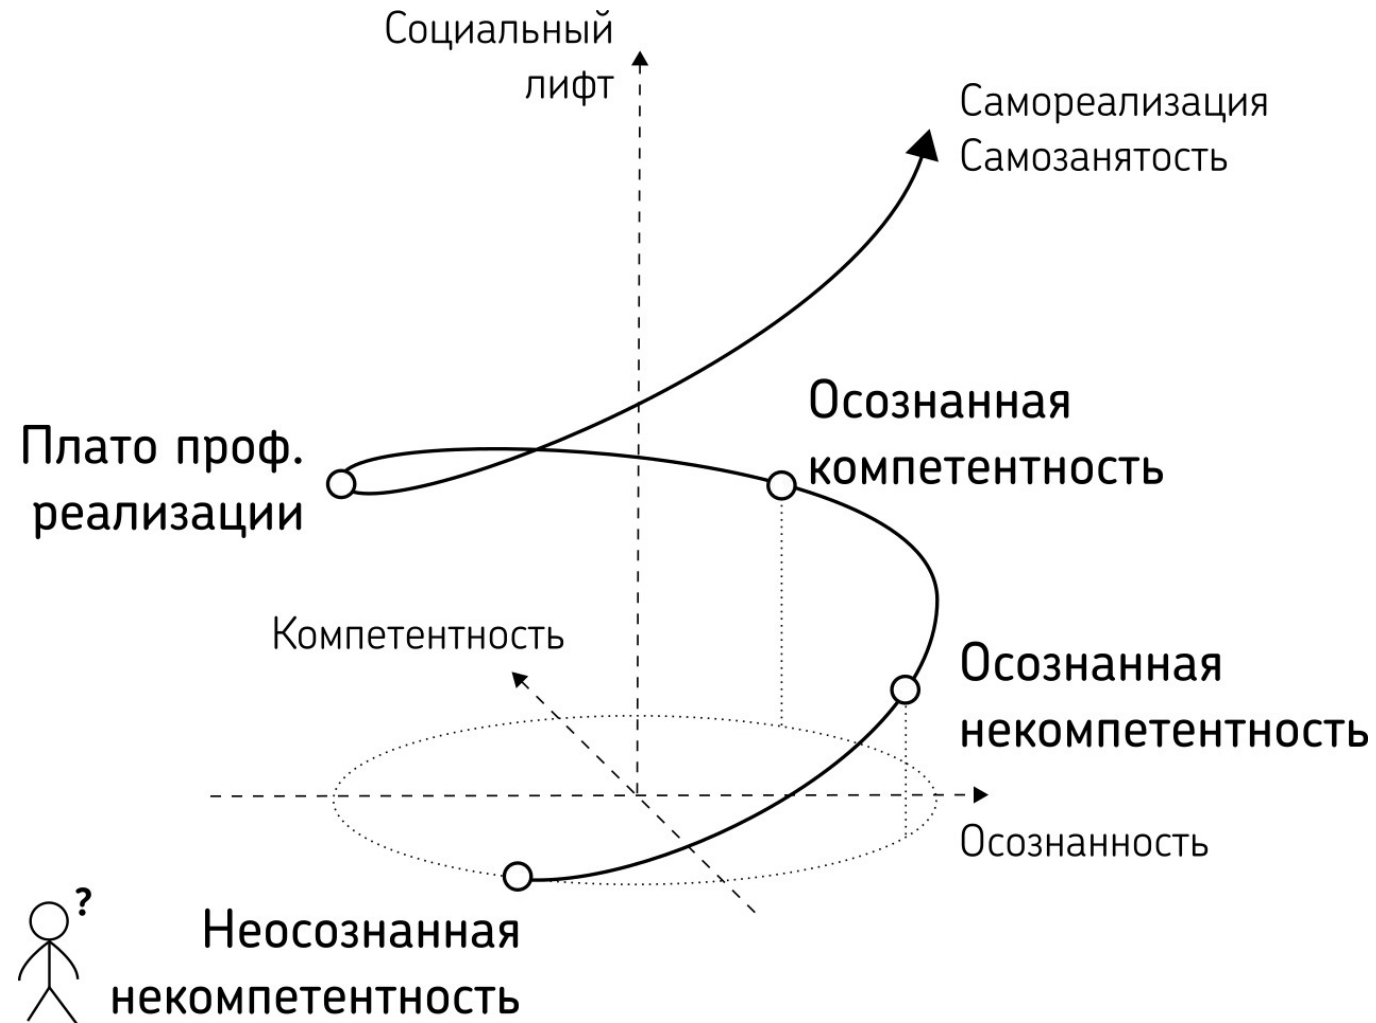 Социальный
лифт
Самореализация
Самозанятость
Осознанная
компетентность
Плато проф.
реализации
Компетентность
Осознанная
некомпетентность
Осознанность
?
Неосознанная
некомпетентность